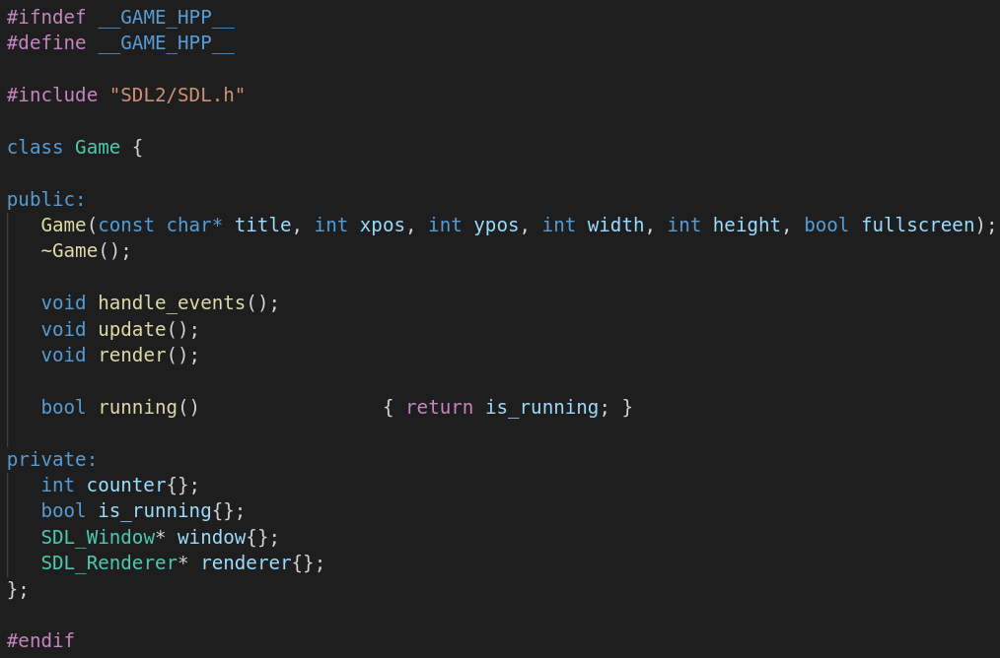 #ifndef __GAME_HPP__
#define __GAME_HPP__
#include "SDL2/SDL.h"
class Game {
public:
Game(const char* title, int xpos, int ypos, int width, int height, bool fullscreen);
~Game();
void handle_events();
void update();
void render();
bool running() { return is_running; }
private:
int counter{};
bool is_running{};
SDL_Window* window{};
SDL_Renderer* renderer{};
};
#endif